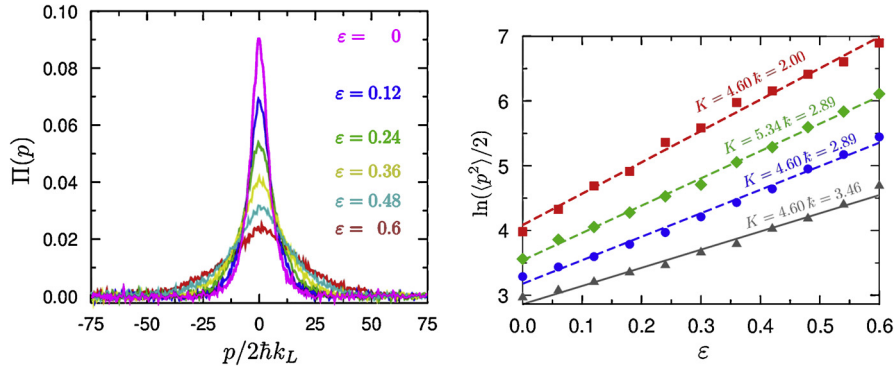 0.10
0.08
0.06
0.04
0.02
0.00
Π(p)
-75 -50 -25 0 25 50 75
p/2ħk_L
ε = 0
ε = 0.12
ε = 0.24
ε = 0.36
ε = 0.48
ε = 0.6
7
6
5
4
3
ln(⟨p²⟩/2)
0.0 0.1 0.2 0.3 0.4 0.5 0.6
ε
K = 4.60 ƙ = 2.00
K = 5.34 ƙ = 2.89
K = 4.60 ƙ = 2.89
K = 4.60 ƙ = 3.46